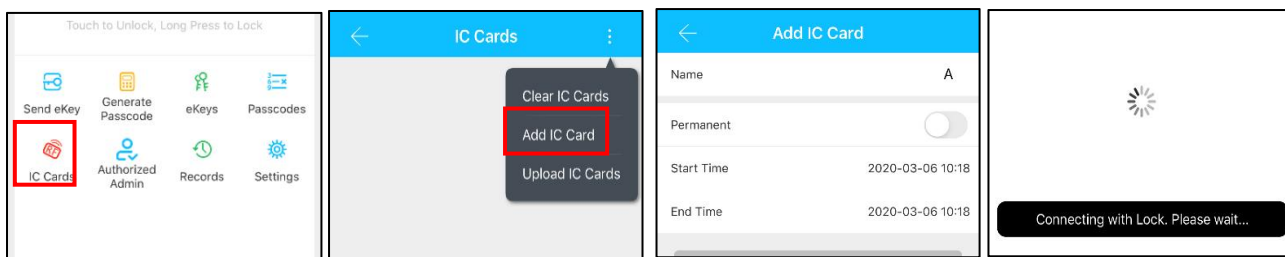 Touch to Unlock, Long Press to Lock
Send eKey
Generate
Passcode
eKeys
Passcodes
IC Cards
Authorized
Admin
Records
Settings
IC Cards
Clear IC Cards
Add IC Card
Upload IC Cards
Add IC Card
Name A
Permanent
Start Time 2020-03-06 10:18
End Time 2020-03-06 10:18
Connecting with Lock. Please wait...